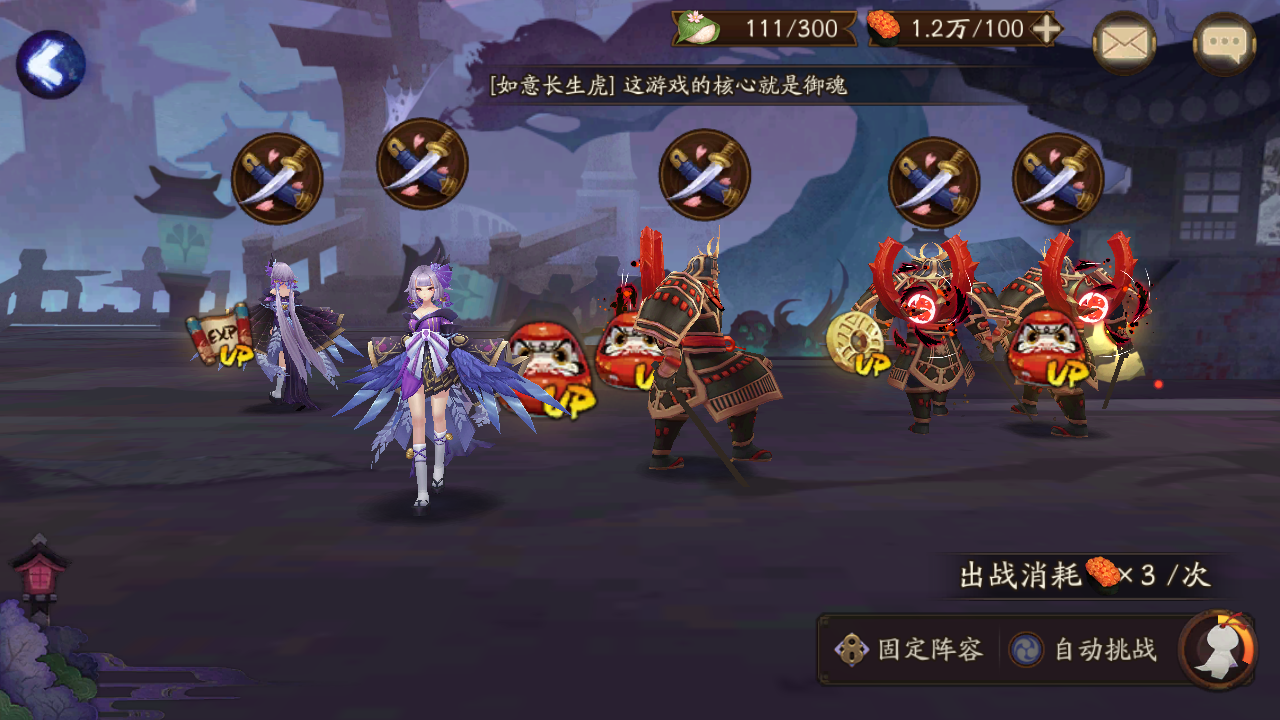 111/300
1.2万/100
[如意长生虎] 这游戏的核心就是御魂
EXP
UP
UP
UP
UP
UP
出战消耗 ×3 /次
固定阵容
自动挑战